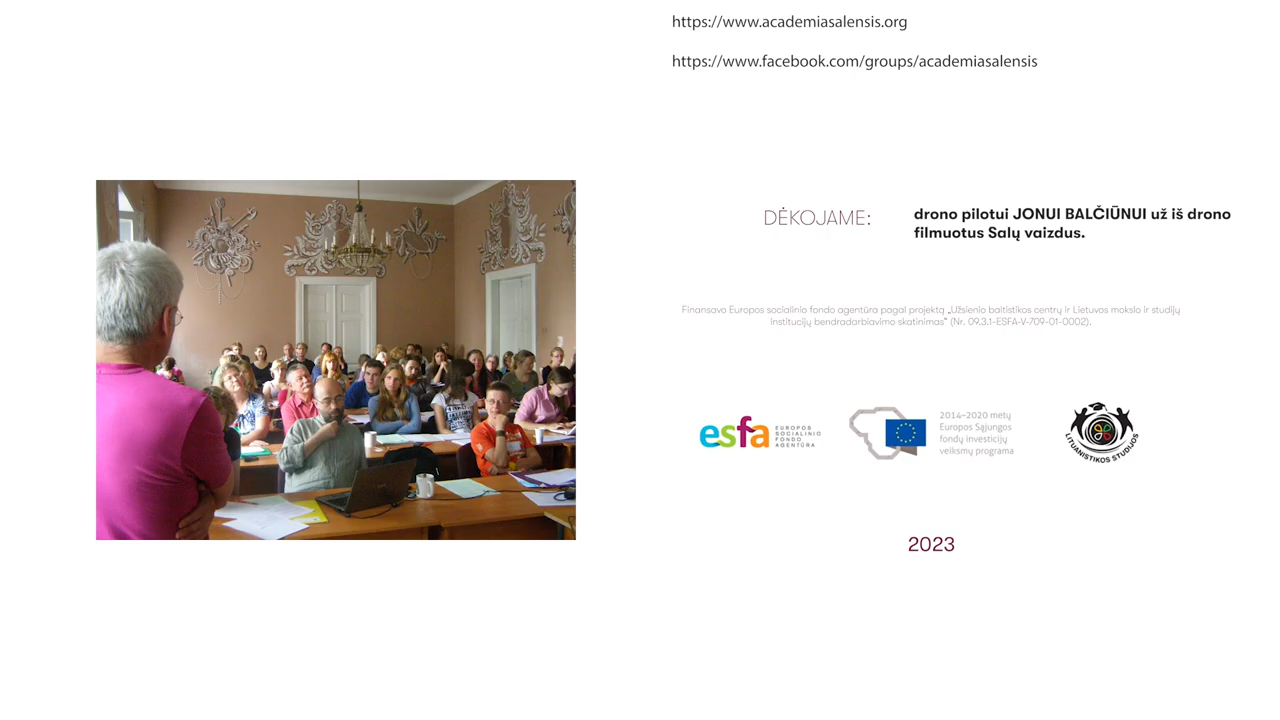 https://www.academiasalensis.org
https://www.facebook.com/groups/academiasalensis
DĖKOJAME:
drono pilotui JONUI BALČIŪNUI už iš drono
filmuotus Salų vaizdus.
Finansavo Europos socialinio fondo agentūra pagal projektą „Užsienio baltistikos centrų ir Lietuvos mokslo ir studijų
institucijų bendradarbiavimo skatinimas“ (Nr. 09.3.1-ESFA-V-709-01-0002).
esfa
EUROPOS
SOCIALINIO
FONDO
AGENTŪRA
2014–2020 metų
Europos Sąjungos
fondų investicijų
veiksmų programa
LITUANISTIKOS STUDIJOS
2023